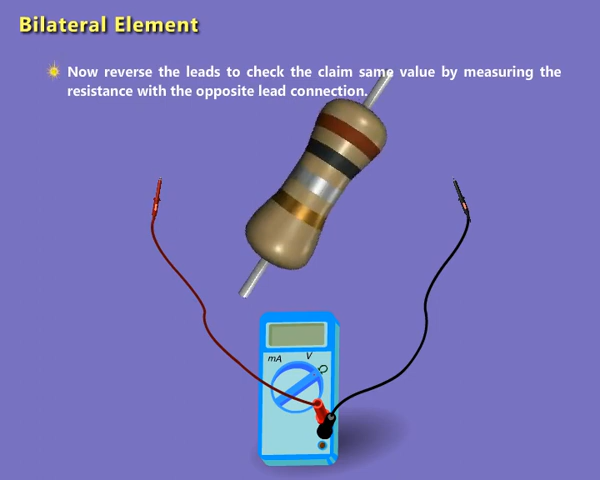 Bilateral Element
Now reverse the leads to check the claim same value by measuring the
resistance with the opposite lead connection.
mA V Ω